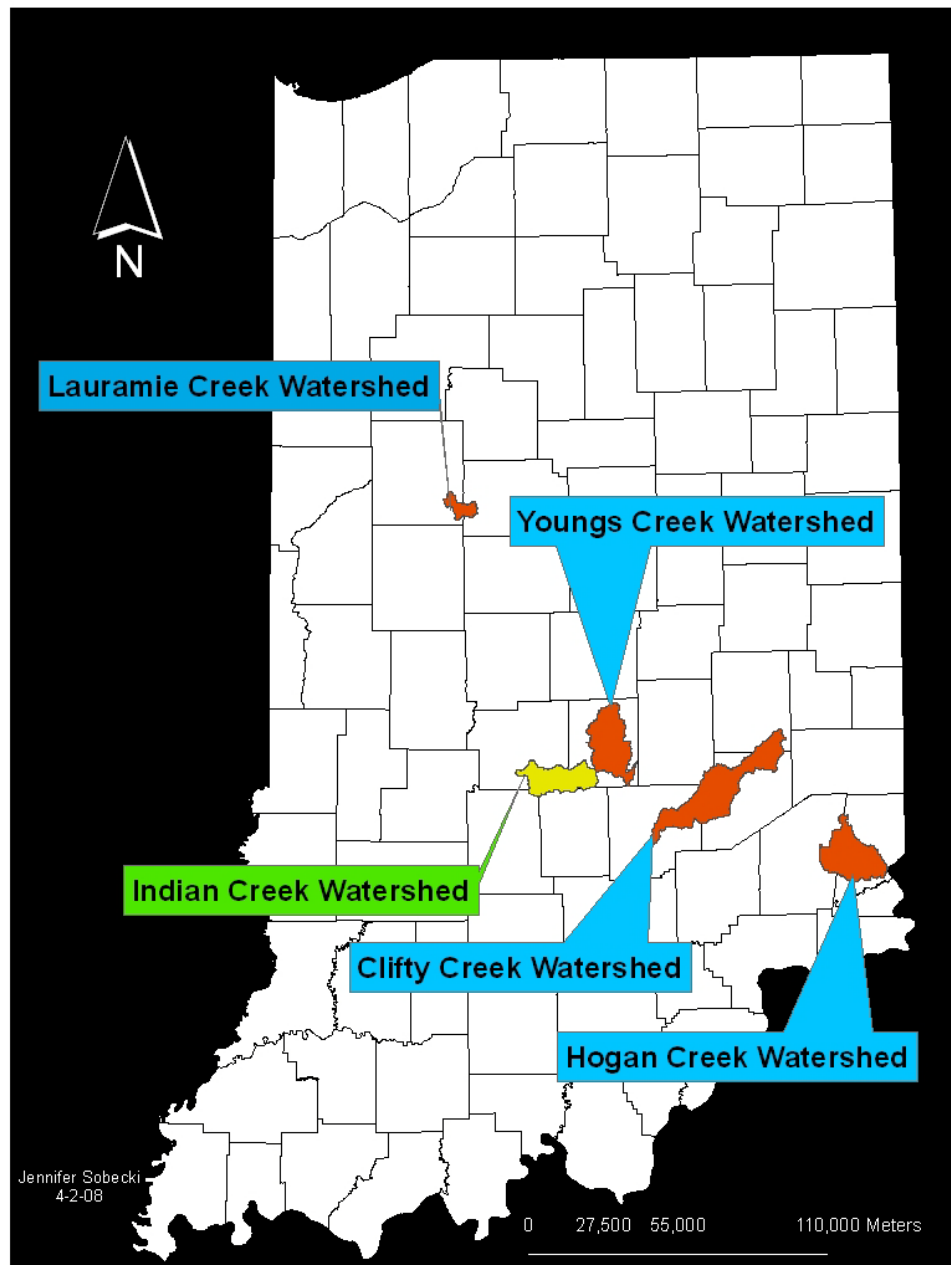 N
Lauramie Creek Watershed
Youngs Creek Watershed
Indian Creek Watershed
Clifty Creek Watershed
Hogan Creek Watershed
Jennifer Sobecki
4-2-08
0 27,500 55,000 110,000 Meters